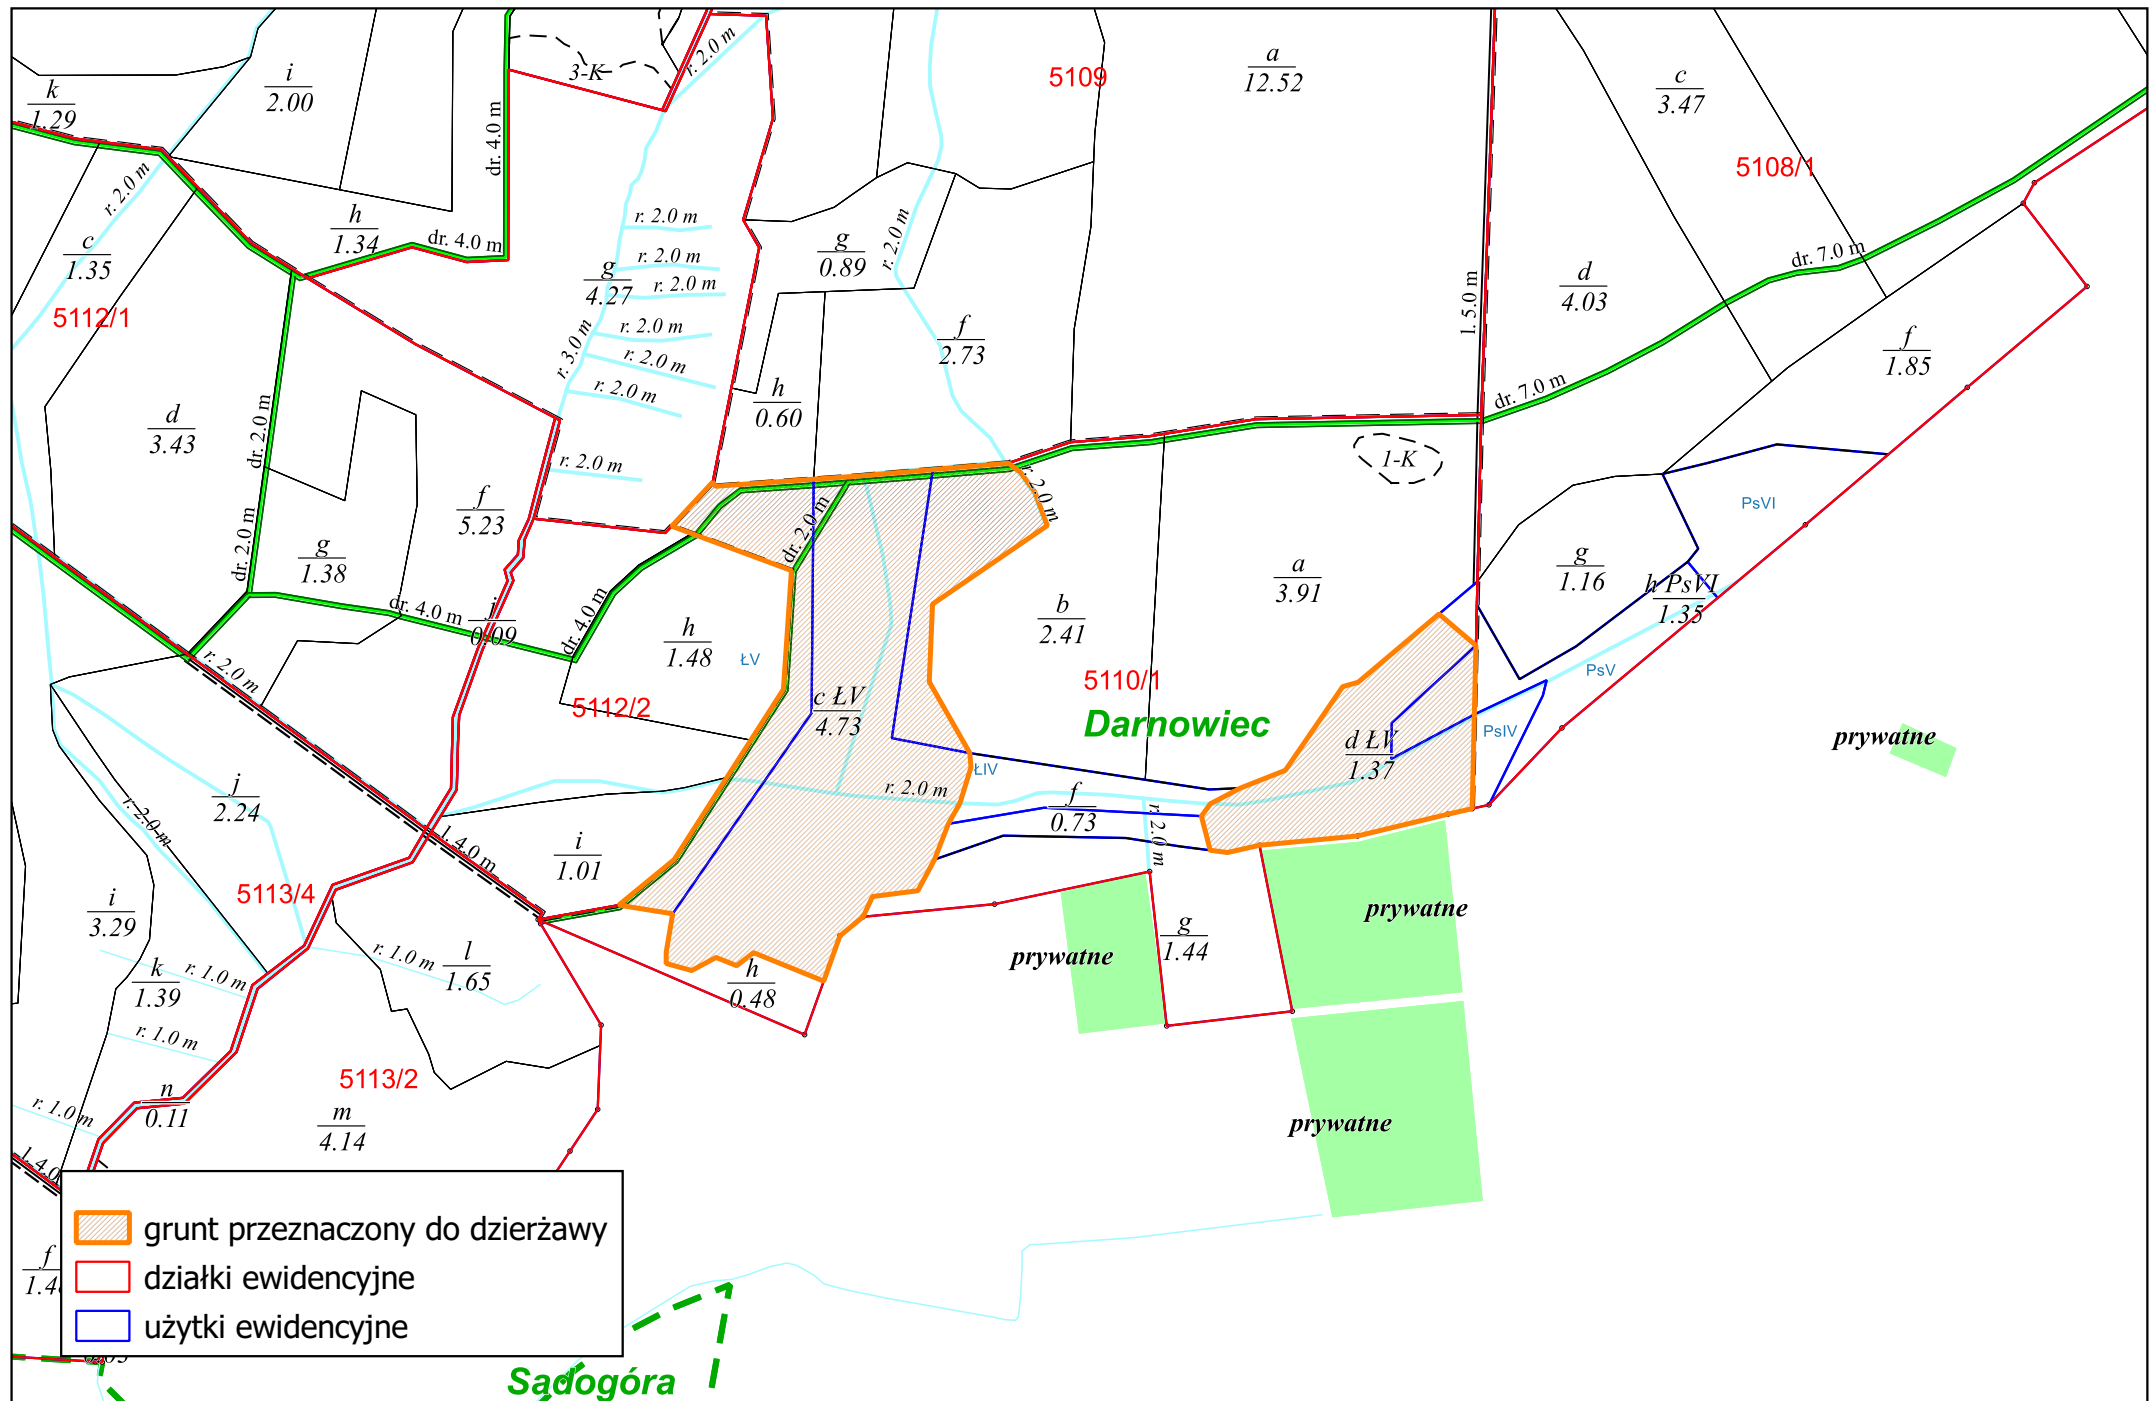 a
12.52
5109
3-K
r. 2.0 m
i
2.00
k
1.29
c
3.47
5108/1
dr. 4.0 m
r. 2.0 m
h
1.34
dr. 4.0 m
c
1.35
5112/1
r. 2.0 m
g
0.89
r. 2.0 m
r. 2.0 m
g
4.27
r. 2.0 m
dr. 7.0 m
d
4.03
l. 5.0 m
r. 2.0 m
r. 3.0 m
f
2.73
f
1.85
r. 2.0 m
r. 2.0 m
h
0.60
dr. 7.0 m
d
3.43
dr. 2.0 m
r. 2.0 m
1-K
f
5.23
r. 2.0 m
PsVI
dr. 2.0 m
dr. 2.0 m
g
1.38
a
3.91
g
1.16
h PsVI
1.35
dr. 4.0 m
j
0.09
dr. 4.0 m
b
2.41
h
1.48
ŁV
r. 2.0 m
PsV
5110/1
5112/2
c ŁV
4.73
Darnowiec
PsIV
d ŁV
1.37
prywatne
ŁIV
j
2.24
r. 2.0 m
r. 2.0 m
f
0.73
r. 2.0 m
l. 4.0 m
i
1.01
5113/4
i
3.29
prywatne
g
1.44
prywatne
r. 1.0 m
l
1.65
k
1.39
r. 1.0 m
h
0.48
r. 1.0 m
5113/2
n
0.11
r. 1.0 m
m
4.14
prywatne
l. 4.0
grunt przeznaczony do dzierżawy
f
1.4
działki ewidencyjne
użytki ewidencyjne
Sądogóra